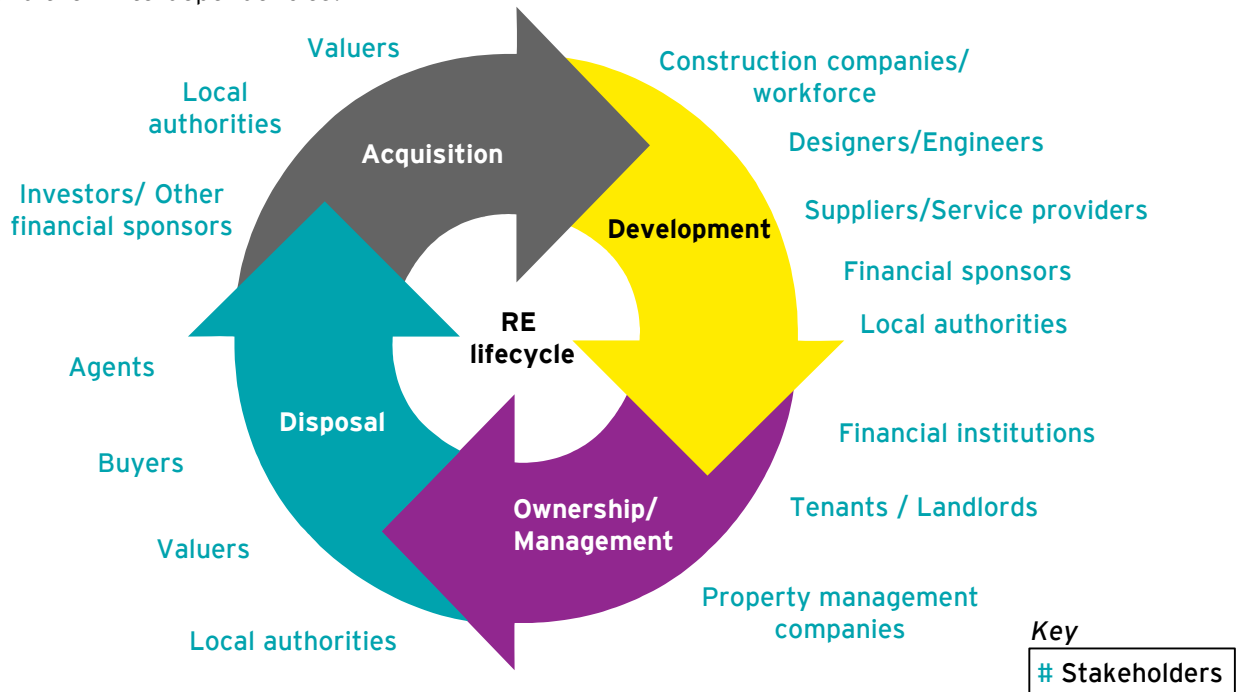 Valuers
Local
authorities
Investors/ Other
financial sponsors
Acquisition
Construction companies/
workforce
Designers/Engineers
Suppliers/Service providers
Development
Financial sponsors
Local authorities
RE
lifecycle
Agents
Disposal
Buyers
Valuers
Local authorities
Ownership/
Management
Financial institutions
Tenants / Landlords
Property management
companies
Key
# Stakeholders